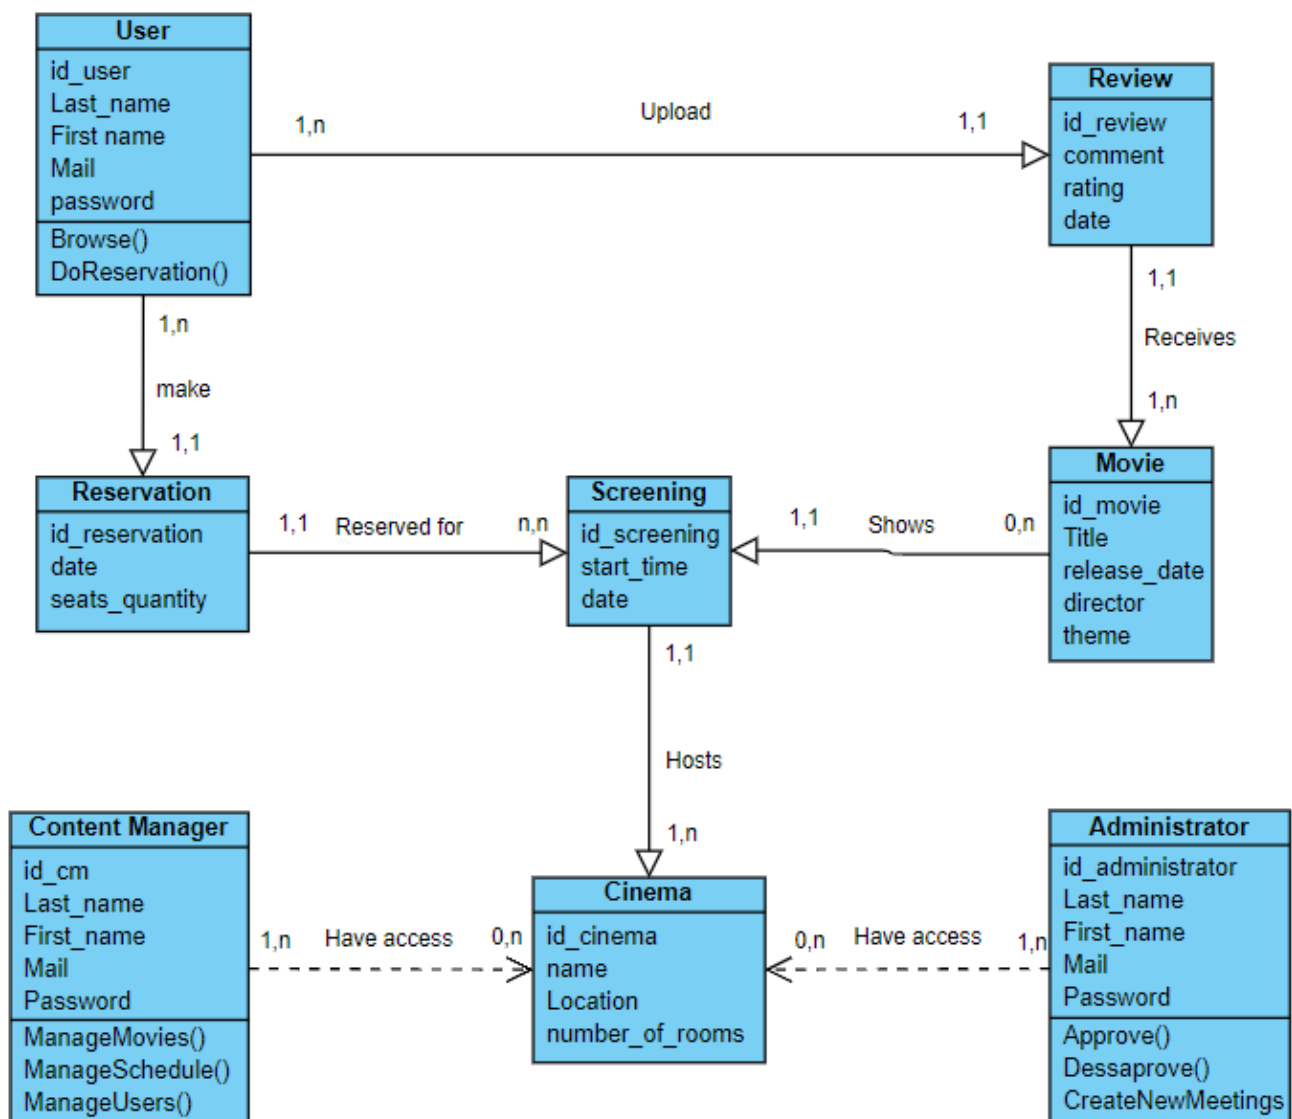 User
id_user
Last_name
First name
Mail
password
Browse()
DoReservation()
1,n
Upload
1,1
Review
id_review
comment
rating
date
1,n
make
1,1
1,1
Receives
1,n
Reservation
id_reservation
date
seats_quantity
1,1
Reserved for
n,n
Screening
id_screening
start_time
date
1,1
Shows
0,n
Movie
id_movie
Title
release_date
director
theme
1,1
Hosts
1,n
Content Manager
id_cm
Last_name
First_name
Mail
Password
ManageMovies()
ManageSchedule()
ManageUsers()
1,n
Have access
0,n
Cinema
id_cinema
name
Location
number_of_rooms
0,n
Have access
1,n
Administrator
id_administrator
Last_name
First_name
Mail
Password
Approve()
Dessaprove()
CreateNewMeetings